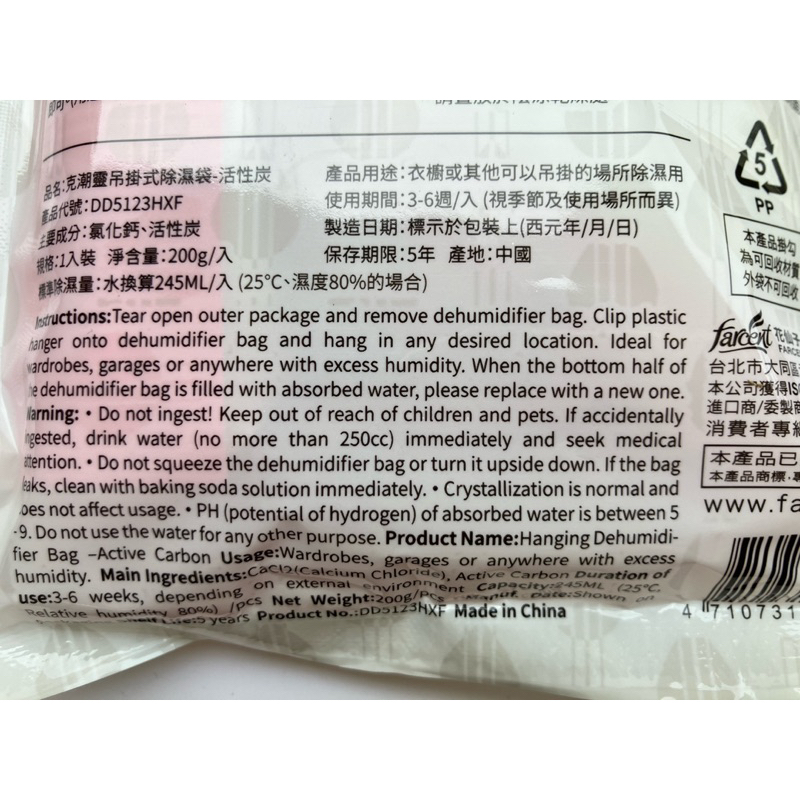 品名:克潮靈吊掛式除濕袋-活性炭
產品代號:DD5123HXF
主要成分:氯化鈣、活性炭
規格:1入裝 淨含量:200g/入
標準除濕量:水換算245ML/入 (25℃、濕度80%的場合)
產品用途:衣櫥或其他可以吊掛的場所除濕用
使用期間:3-6週/入 (視季節及使用場所而異)
製造日期:標示於包裝上(西元年/月/日)
保存期限:5年 產地:中國
Instructions:Tear open outer package and remove dehumidifier bag. Clip plastic
hanger onto dehumidifier bag and hang in any desired location. Ideal for
wardrobes, garages or anywhere with excess humidity. When the bottom half of
he dehumidifier bag is filled with absorbed water, please replace with a new one.
Warning: • Do not ingest! Keep out of reach of children and pets. If accidentally
ngested, drink water (no more than 250cc) immediately and seek medical
attention. • Do not squeeze the dehumidifier bag or turn it upside down. If the bag
eaks, clean with baking soda solution immediately. • Crystallization is normal and
oes not affect usage. • PH (potential of hydrogen) of absorbed water is between 5
-9. Do not use the water for any other purpose. Product Name:Hanging Dehumidi-
fier Bag –Active Carbon Usage:Wardrobes, garages or anywhere with excess
humidity. Main Ingredients:CaCl2(Calcium Chloride), Active Carbon Duration of
use:3-6 weeks, depending on external environment Capacity:245ML (25℃,
Relative humidity 80%) /pcs Net Weight:200g/Pcs Manuf. Date:Shown on
Life:5 years Product No.:DD5123HXF Made in China
5
PP
本產品掛勾
為可回收材質
外袋不可回收
farcent 花仙子
FARCE
台北市大同區
本公司獲得ISO
進口商/委製商
消費者專線
本產品已
本產品商標、專
www.fa
4 710731